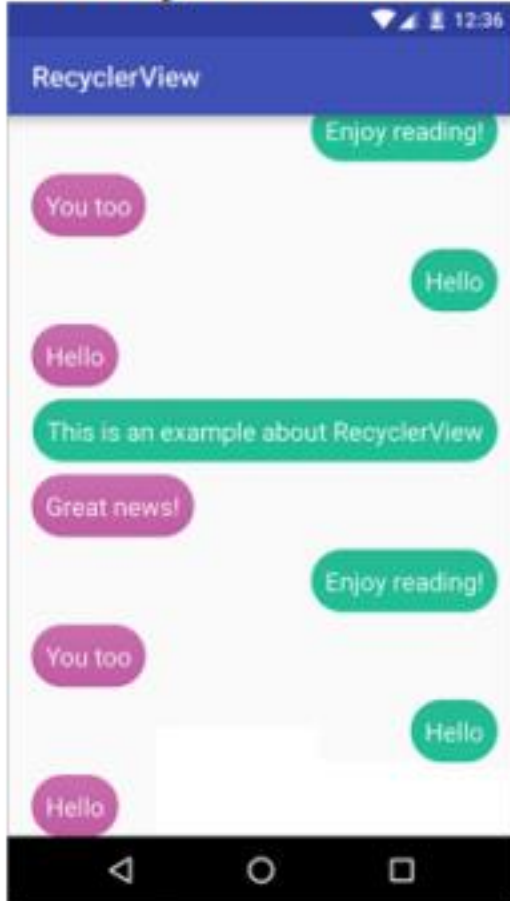 12:36
RecyclerView
Enjoy reading!
You too
Hello
Hello
This is an example about RecyclerView
Great news!
Enjoy reading!
You too
Hello
Hello